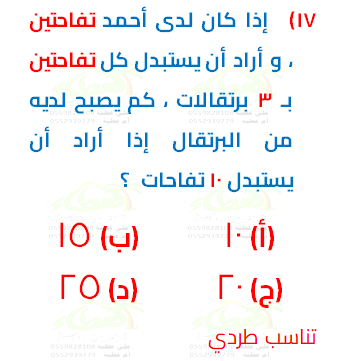 ١٧) إذا كان لدى أحمد تفاحتين
، و أراد أن يستبدل كل تفاحتين
بـ ٣ برتقالات ، كم يصبح لديه
من البرتقال إذا أراد أن
يستبدل ١٠ تفاحات ؟
(أ) ١٠ (ب) ١٥
(ج) ٢٠ (د) ٢٥
تناسب طردي